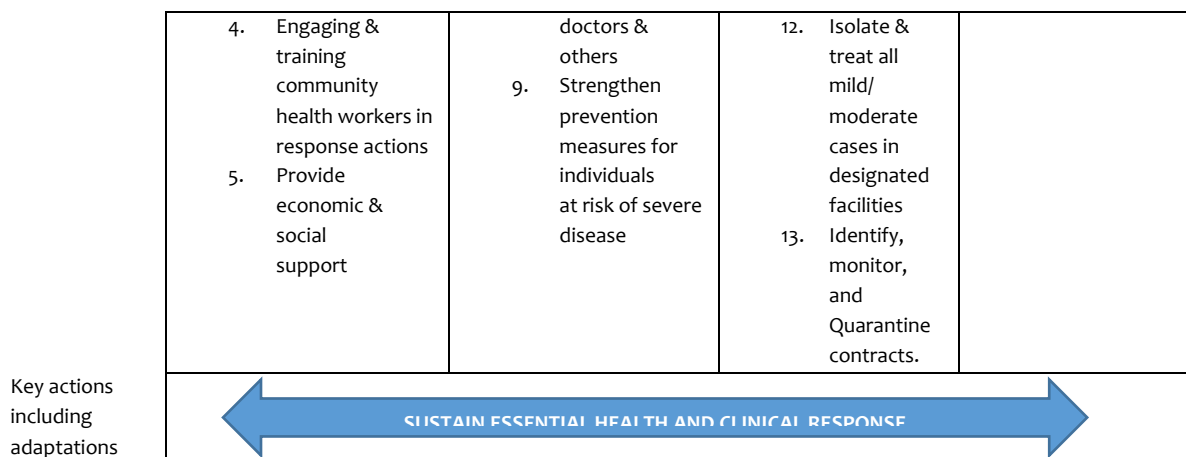 4. Engaging &
training
community
health workers in
response actions
5. Provide
economic &
social
support
doctors &
others
9. Strengthen
prevention
measures for
individuals
at risk of severe
disease
12. Isolate &
treat all
mild/
moderate
cases in
designated
facilities
13. Identify,
monitor,
and
Quarantine
contracts.
Key actions
including
adaptations
SUSTAIN ESSENTIAL HEALTH AND CLINICAL RESPONSE